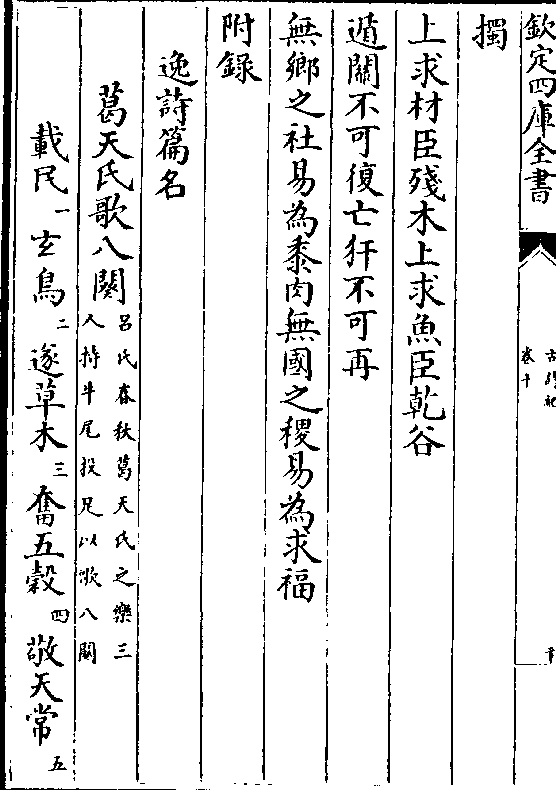 欽定四庫全書
古詩紀
卷十
擉
上求材臣殘木上求魚臣乾谷
遁關不可復亡犴不可再
無鄉之社易為黍肉無國之稷易為求福
附錄
逸詩篇名
葛天氏歌八闋
呂氏春秋葛天氏之樂三
人持牛尾投足以歌八闋
載民一 玄鳥二 遂草木三 奮五穀四 敬天常五